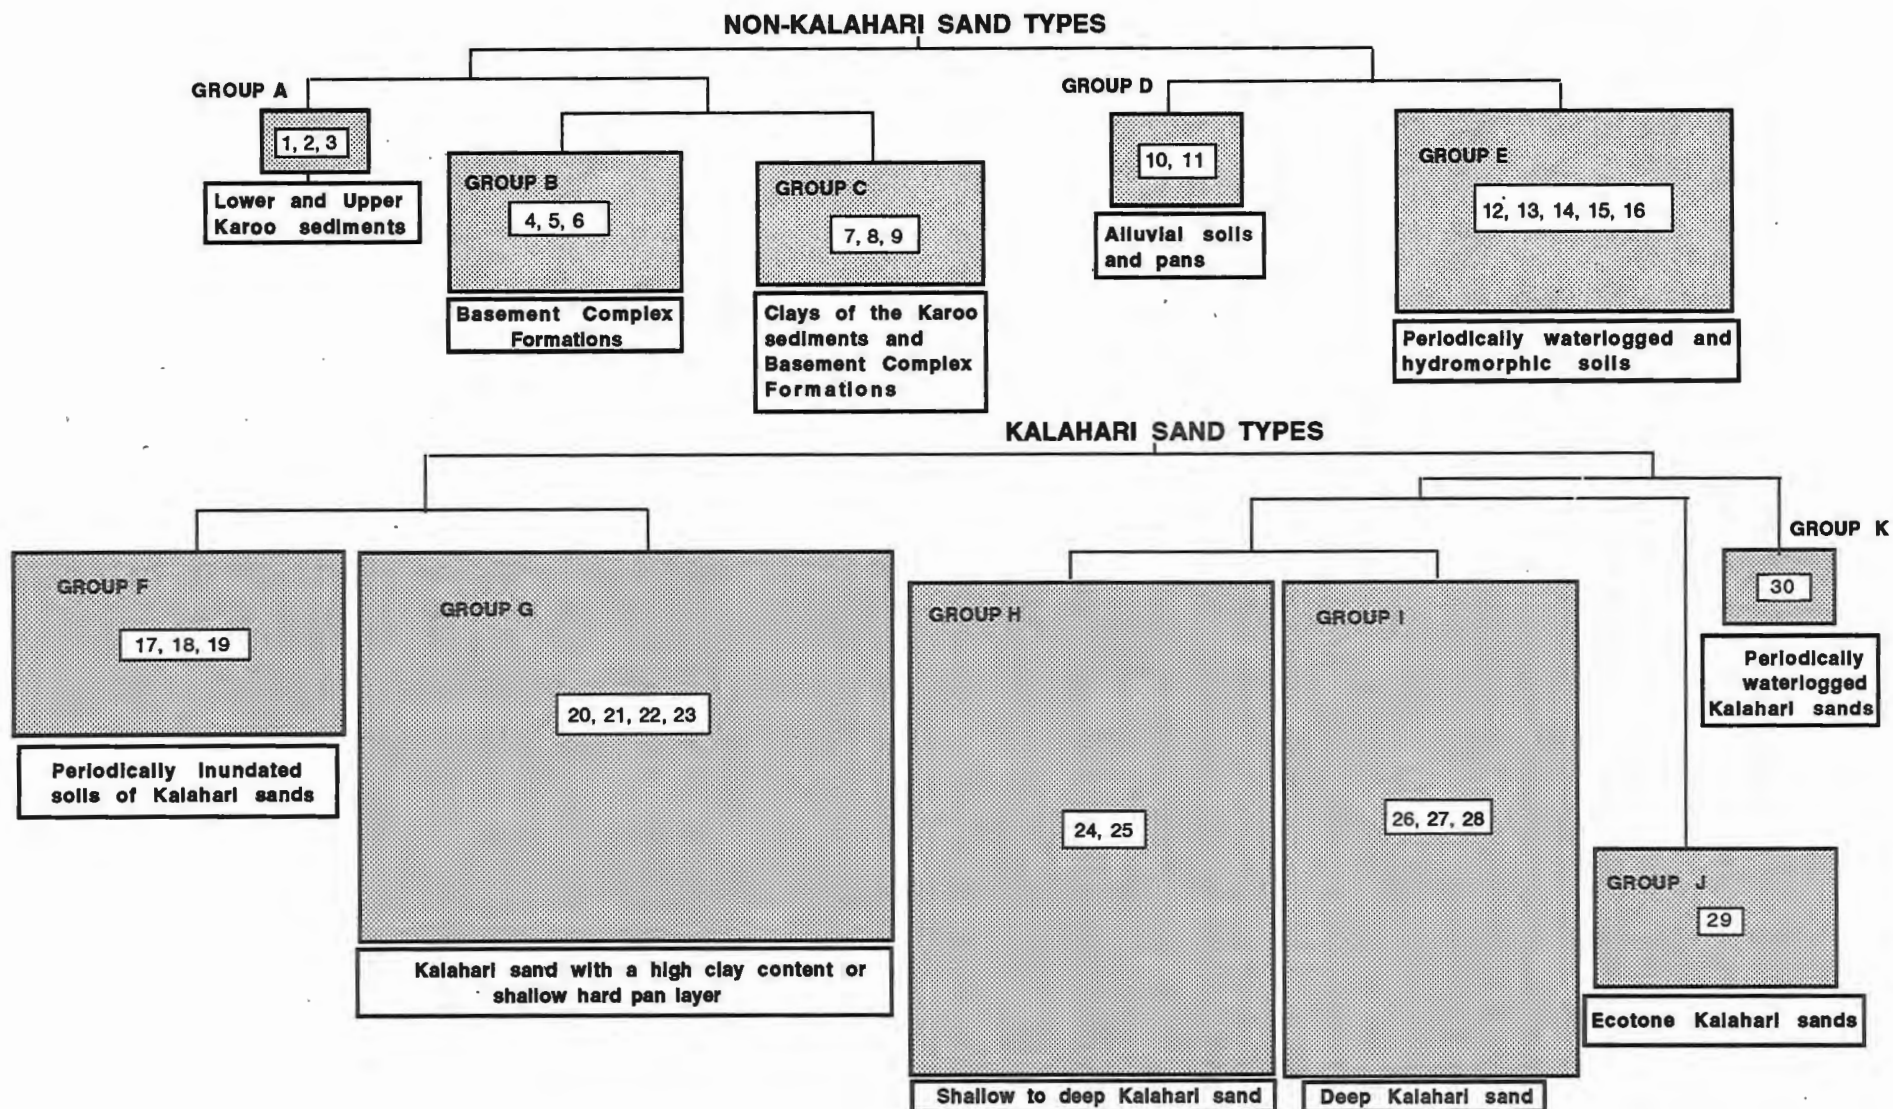 NON-KALAHARI SAND TYPES
GROUP A
1, 2, 3
Lower and Upper
Karoo sediments
GROUP B
4, 5, 6
Basement Complex
Formations
GROUP C
7, 8, 9
Clays of the Karoo
sediments and
Basement Complex
Formations
GROUP D
10, 11
Alluvial soils
and pans
GROUP E
12, 13, 14, 15, 16
Periodically waterlogged and
hydromorphic soils
KALAHARI SAND TYPES
GROUP F
17, 18, 19
Periodically inundated
soils of Kalahari sands
GROUP G
20, 21, 22, 23
Kalahari sand with a high clay content or
shallow hard pan layer
GROUP H
24, 25
Shallow to deep Kalahari sand
GROUP I
26, 27, 28
Deep Kalahari sand
GROUP J
29
Ecotone Kalahari sands
GROUP K
30
Periodically
waterlogged
Kalahari sands